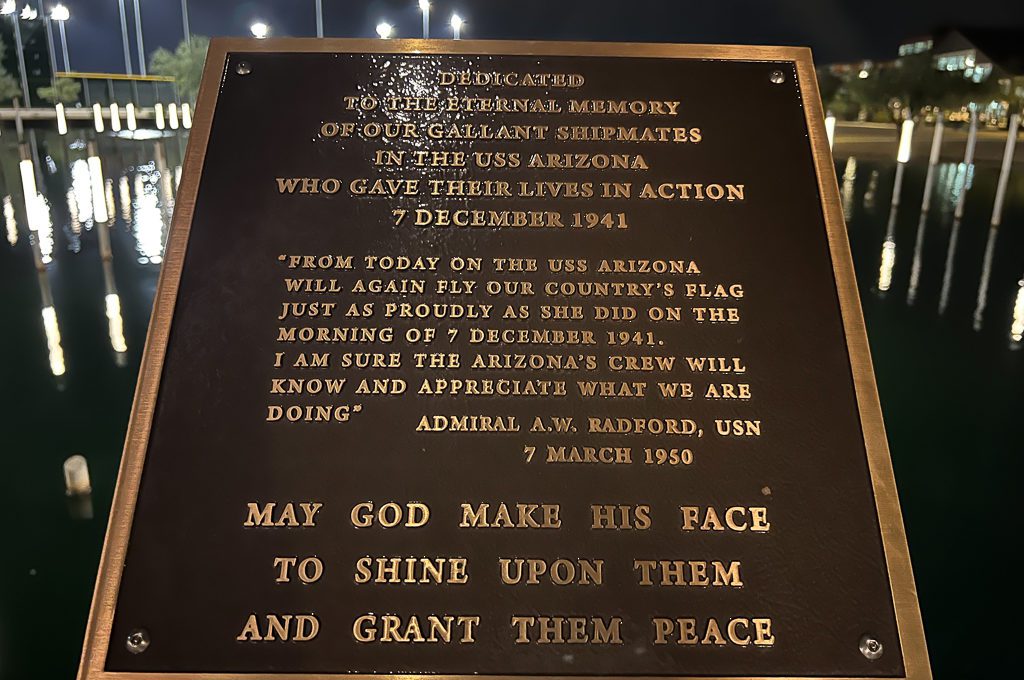 DEDICATED
TO THE ETERNAL MEMORY
OF OUR GALLANT SHIPMATES
IN THE USS ARIZONA
WHO GAVE THEIR LIVES IN ACTION
7 DECEMBER 1941
"FROM TODAY ON THE USS ARIZONA
WILL AGAIN FLY OUR COUNTRY'S FLAG
JUST AS PROUDLY AS SHE DID ON THE
MORNING OF 7 DECEMBER 1941.
I AM SURE THE ARIZONA'S CREW WILL
KNOW AND APPRECIATE WHAT WE ARE
DOING"
ADMIRAL A.W. RADFORD, USN
7 MARCH 1950
MAY GOD MAKE HIS FACE
TO SHINE UPON THEM
AND GRANT THEM PEACE